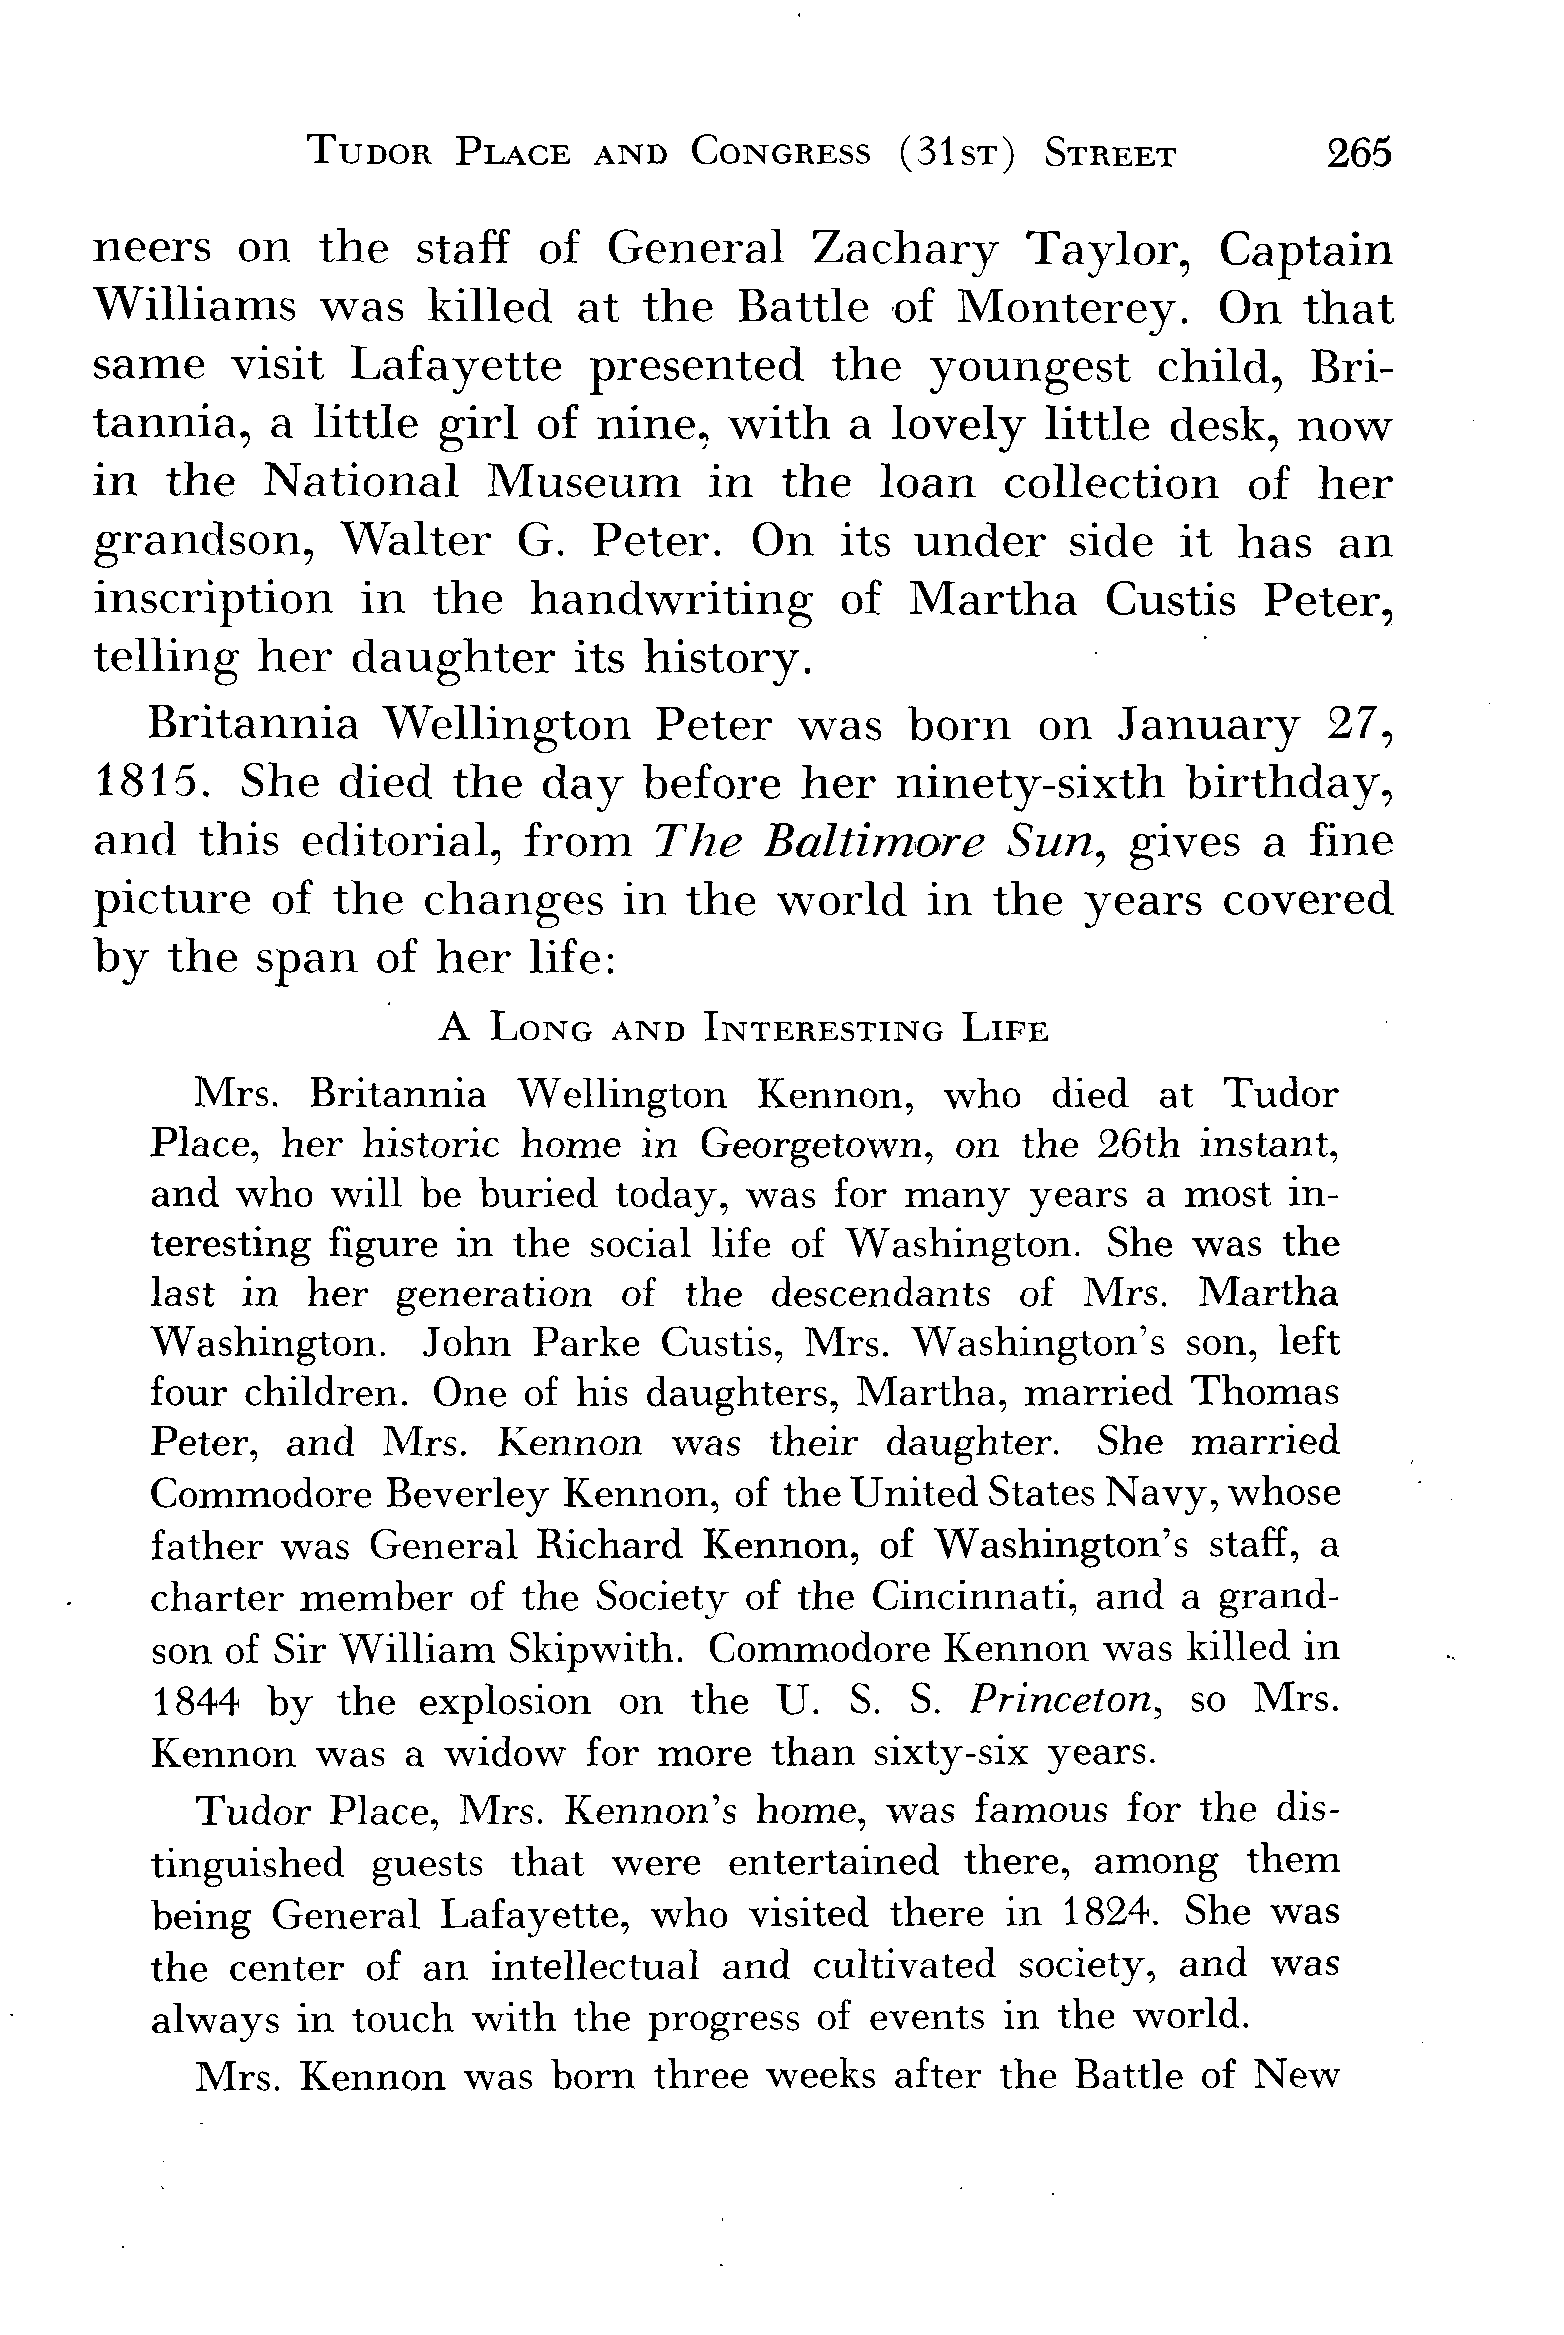 TUDOR PLACE AND CONGRESS (31ST) STREET 265
neers on the staff of General Zachary Taylor, Captain
Williams was killed at the Battle of Monterey. On that
same visit Lafayette presented the youngest child, Bri-
tannia, a little girl of nine, with a lovely little desk, now
in the National Museum in the loan collection of her
grandson, Walter G. Peter. On its under side it has an
inscription in the handwriting of Martha Custis Peter,
telling her daughter its history.
Britannia Wellington Peter was born on January 27,
1815. She died the day before her ninety-sixth birthday,
and this editorial, from The Baltimore Sun, gives a fine
picture of the changes in the world in the years covered
by the span of her life:
A LONG AND INTERESTING LIFE
Mrs. Britannia Wellington Kennon, who died at Tudor
Place, her historic home in Georgetown, on the 26th instant,
and who will be buried today, was for many years a most in-
teresting figure in the social life of Washington. She was the
last in her generation of the descendants of Mrs. Martha
Washington. John Parke Custis, Mrs. Washington's son, left
four children. One of his daughters, Martha, married Thomas
Peter, and Mrs. Kennon was their daughter. She married
Commodore Beverley Kennon, of the United States Navy, whose
father was General Richard Kennon, of Washington's staff, a
charter member of the Society of the Cincinnati, and a grand-
son of Sir William Skipwith. Commodore Kennon was killed in
1844 by the explosion on the U. S. S. Princeton, so Mrs.
Kennon was a widow for more than sixty-six years.
Tudor Place, Mrs. Kennon's home, was famous for the dis-
tinguished guests that were entertained there, among them
being General Lafayette, who visited there in 1824. She was
the center of an intellectual and cultivated society, and was
always in touch with the progress of events in the world.
Mrs. Kennon was born three weeks after the Battle of New